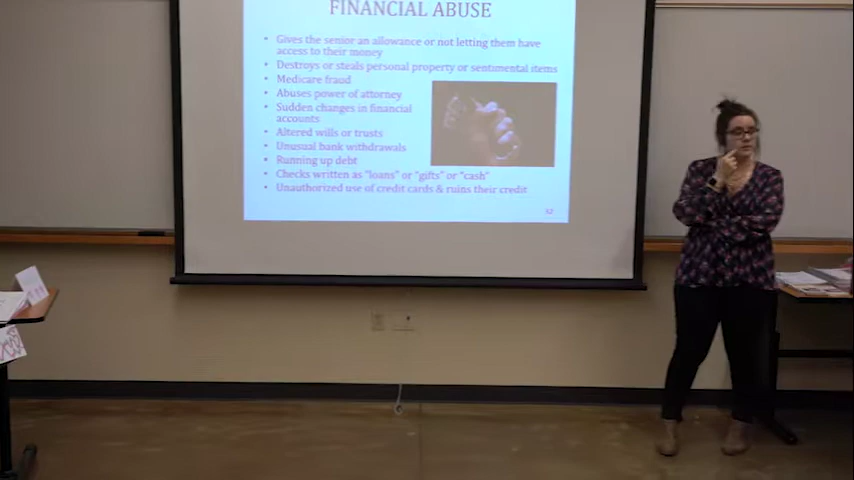 FINANCIAL ABUSE
• Gives the senior an allowance or not letting them have
access to their money
• Destroys or steals personal property or sentimental items
• Medicare fraud
• Abuses power of attorney
• Sudden changes in financial
accounts
• Altered wills or trusts
• Unusual bank withdrawals
• Running up debt
• Checks written as "loans" or "gifts" or "cash"
• Unauthorized use of credit cards & ruins their credit
52